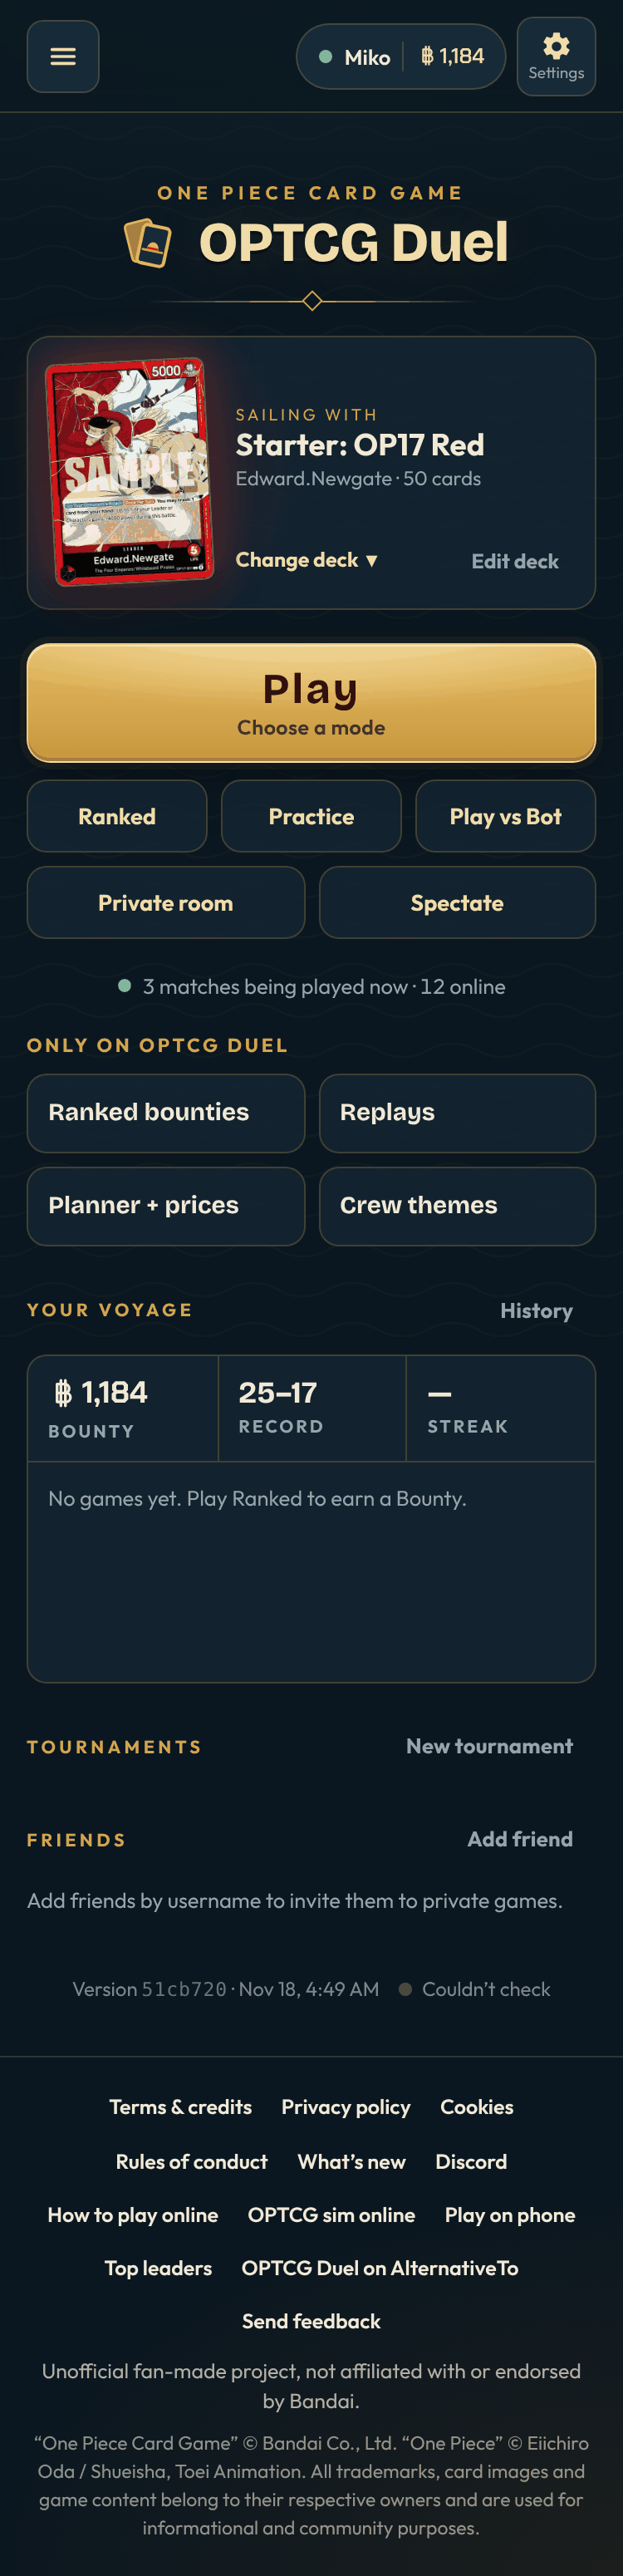 Miko
฿ 1,184
Settings
ONE PIECE CARD GAME
OPTCG Duel
5000
SAMPLE
LEADER
Edward.Newgate
5
SAILING WITH
Starter: OP17 Red
Edward.Newgate · 50 cards
Change deck ▼
Edit deck
Play
Choose a mode
Ranked
Practice
Play vs Bot
Private room
Spectate
3 matches being played now · 12 online
ONLY ON OPTCG DUEL
Ranked bounties
Replays
Planner + prices
Crew themes
YOUR VOYAGE
History
฿ 1,184
BOUNTY
25–17
RECORD
—
STREAK
No games yet. Play Ranked to earn a Bounty.
TOURNAMENTS
New tournament
FRIENDS
Add friend
Add friends by username to invite them to private games.
Version 51cb720 · Nov 18, 4:49 AM
Couldn’t check
Terms & credits
Privacy policy
Cookies
Rules of conduct
What’s new
Discord
How to play online
OPTCG sim online
Play on phone
Top leaders
OPTCG Duel on AlternativeTo
Send feedback
Unofficial fan-made project, not affiliated with or endorsed
by Bandai.
“One Piece Card Game” © Bandai Co., Ltd. “One Piece” © Eiichiro
Oda / Shueisha, Toei Animation. All trademarks, card images and
game content belong to their respective owners and are used for
informational and community purposes.